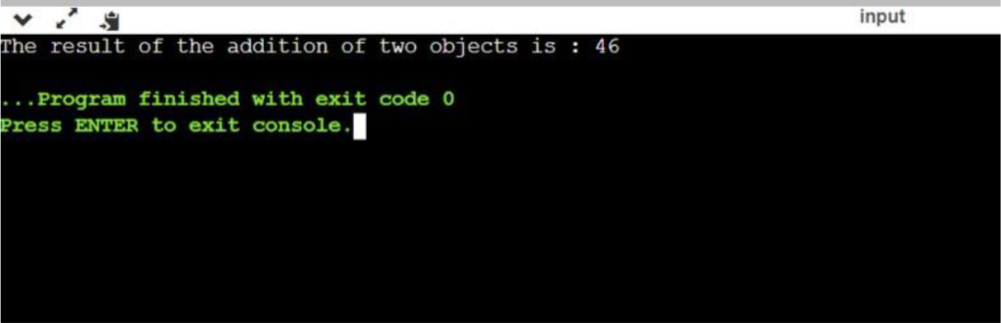 input
The result of the addition of two objects is : 46
...Program finished with exit code 0
Press ENTER to exit console.